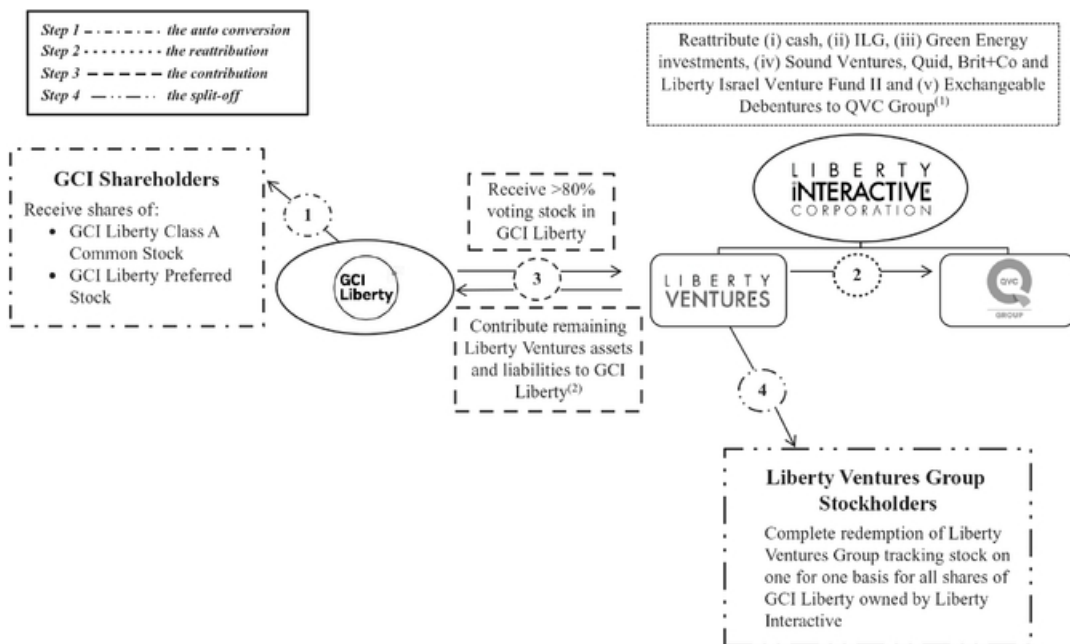 Step 1 the auto conversion
Step 2 the reattribution
Step 3 the contribution
Step 4 the split-off
Reattribute (i) cash, (ii) ILG, (iii) Green Energy
investments, (iv) Sound Ventures, Quid, Brit+Co and
Liberty Israel Venture Fund II and (v) Exchangeable
Debentures to QVC Group(1)
LIBERTY
iNTERACTIVE
CORPORATION
GCI Shareholders
Receive shares of:
• GCI Liberty Class A
Common Stock
• GCI Liberty Preferred
Stock
1
Receive >80%
voting stock in
GCI Liberty
GCI
Liberty
3
LIBERTY
VENTURES
2
QVC
GROUP
Contribute remaining
Liberty Ventures assets
and liabilities to GCI
Liberty(2)
4
Liberty Ventures Group
Stockholders
Complete redemption of Liberty
Ventures Group tracking stock on
one for one basis for all shares of
GCI Liberty owned by Liberty
Interactive